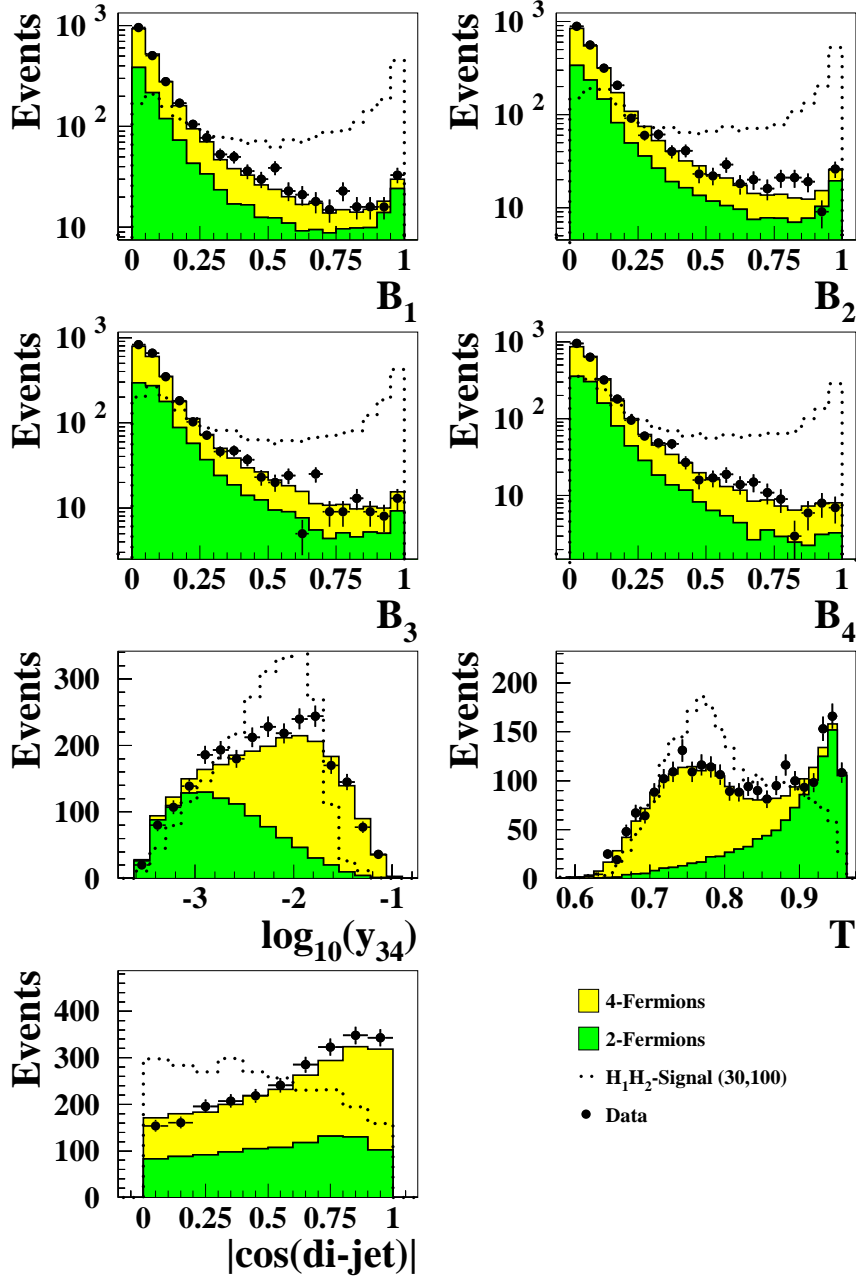 Events
10³
10²
10
0 0.25 0.5 0.75 1
B₁
Events
10³
10²
10
0 0.25 0.5 0.75 1
B₂
Events
10³
10²
10
0 0.25 0.5 0.75 1
B₃
Events
10³
10²
10
0 0.25 0.5 0.75 1
B₄
Events
300
200
100
0
-3 -2 -1
log₁₀(y₃₄)
Events
200
150
100
50
0
0.6 0.7 0.8 0.9
T
Events
400
300
200
100
0
0 0.25 0.5 0.75 1
|cos(di-jet)|
4-Fermions
2-Fermions
H₁H₂-Signal (30,100)
Data